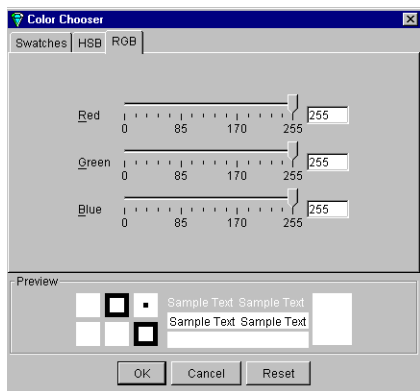 Color Chooser
Swatches HSB RGB
Red 255
0 85 170 255
Green 255
0 85 170 255
Blue 255
0 85 170 255
Preview
Sample Text Sample Text
Sample Text Sample Text
OK Cancel Reset